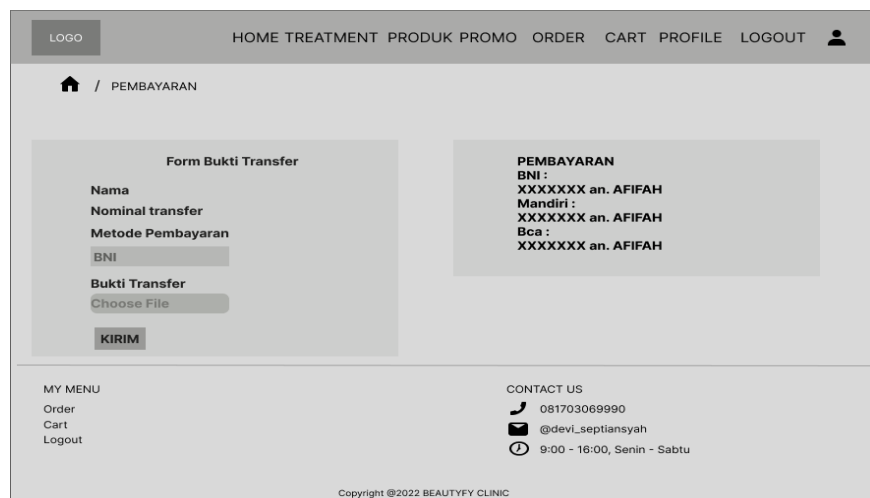 LOGO HOME TREATMENT PRODUK PROMO ORDER CART PROFILE LOGOUT
/ PEMBAYARAN
Form Bukti Transfer
Nama
Nominal transfer
Metode Pembayaran
BNI
Bukti Transfer
Choose File
KIRIM
PEMBAYARAN
BNI :
XXXXXXX an. AFIFAH
Mandiri :
XXXXXXX an. AFIFAH
Bca :
XXXXXXX an. AFIFAH
MY MENU
Order
Cart
Logout
CONTACT US
081703069990
@devi_septiansyah
9:00 - 16:00, Senin - Sabtu
Copyright @2022 BEAUTYFY CLINIC